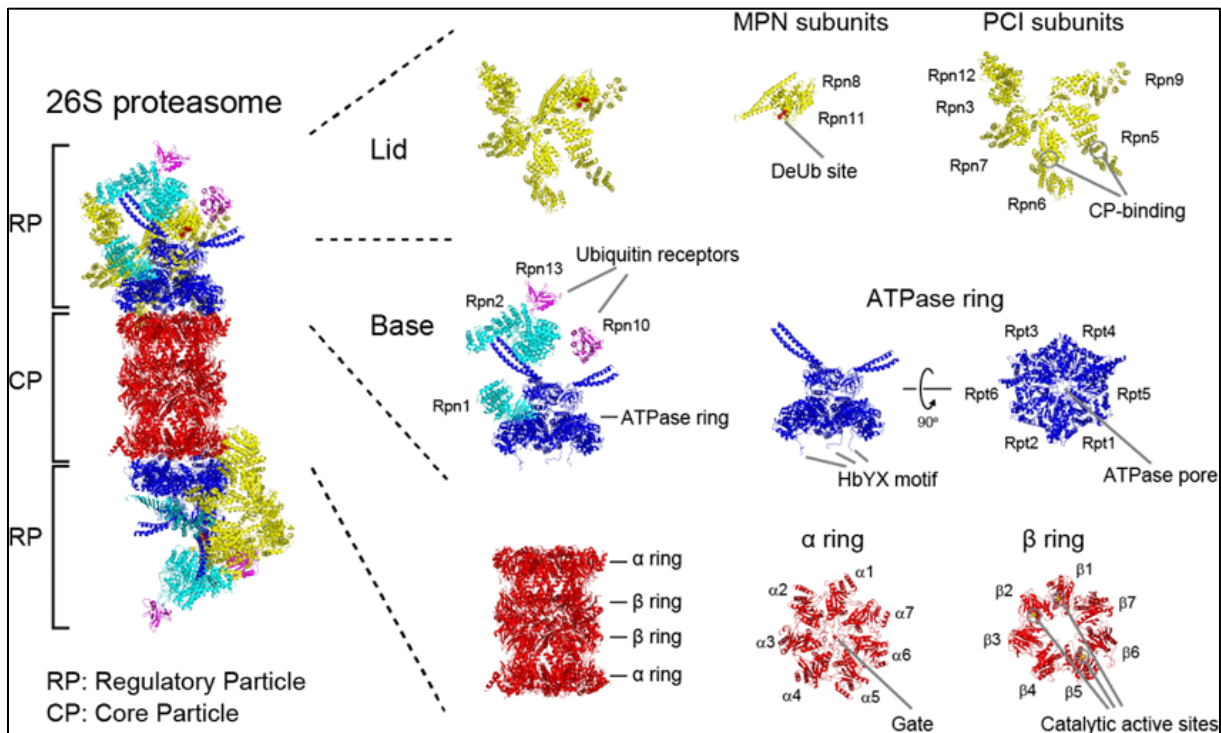 26S proteasome
RP
CP
RP
RP: Regulatory Particle
CP: Core Particle
Lid
MPN subunits
Rpn8
Rpn11
DeUb site
PCI subunits
Rpn12
Rpn9
Rpn3
Rpn5
Rpn7
Rpn6
CP-binding
Base
Ubiquitin receptors
Rpn13
Rpn2
Rpn10
Rpn1
ATPase ring
ATPase ring
90°
HbYX motif
Rpt3
Rpt4
Rpt6
Rpt5
Rpt2
Rpt1
ATPase pore
α ring
β ring
β ring
α ring
α ring
α1
α2
α7
α3
α6
α4
α5
Gate
β ring
β1
β2
β7
β3
β6
β4
β5
Catalytic active sites